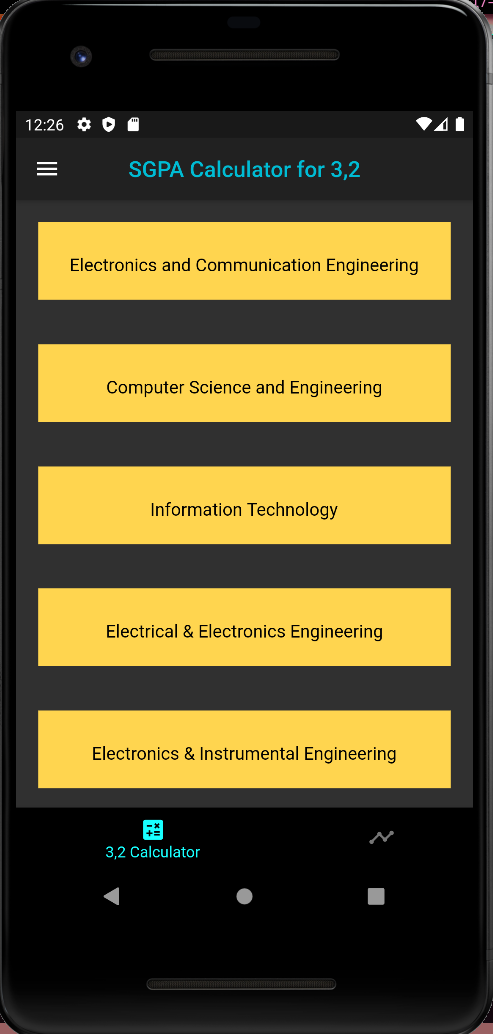 12:26
SGPA Calculator for 3,2
Electronics and Communication Engineering
Computer Science and Engineering
Information Technology
Electrical & Electronics Engineering
Electronics & Instrumental Engineering
3,2 Calculator